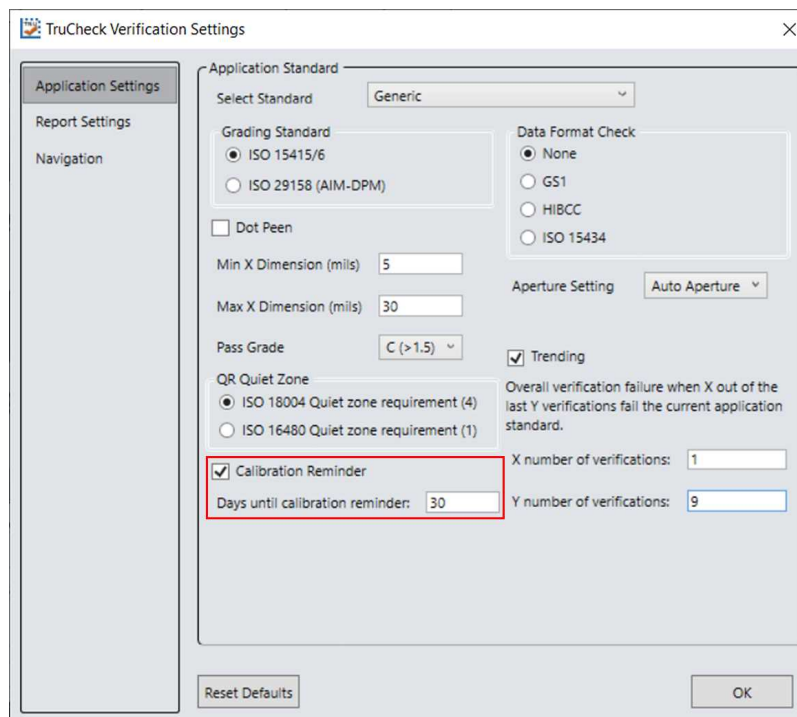 TruCheck Verification Settings
Application Settings
Report Settings
Navigation
Application Standard
Select Standard Generic
Grading Standard
ISO 15415/6
ISO 29158 (AIM-DPM)
Data Format Check
None
GS1
HIBCC
ISO 15434
Dot Peen
Min X Dimension (mils) 5
Max X Dimension (mils) 30
Aperture Setting Auto Aperture
Pass Grade C (>1.5)
QR Quiet Zone
ISO 18004 Quiet zone requirement (4)
ISO 16480 Quiet zone requirement (1)
Trending
Overall verification failure when X out of the
last Y verifications fail the current application
standard.
Calibration Reminder
Days until calibration reminder: 30
X number of verifications: 1
Y number of verifications: 9
Reset Defaults
OK